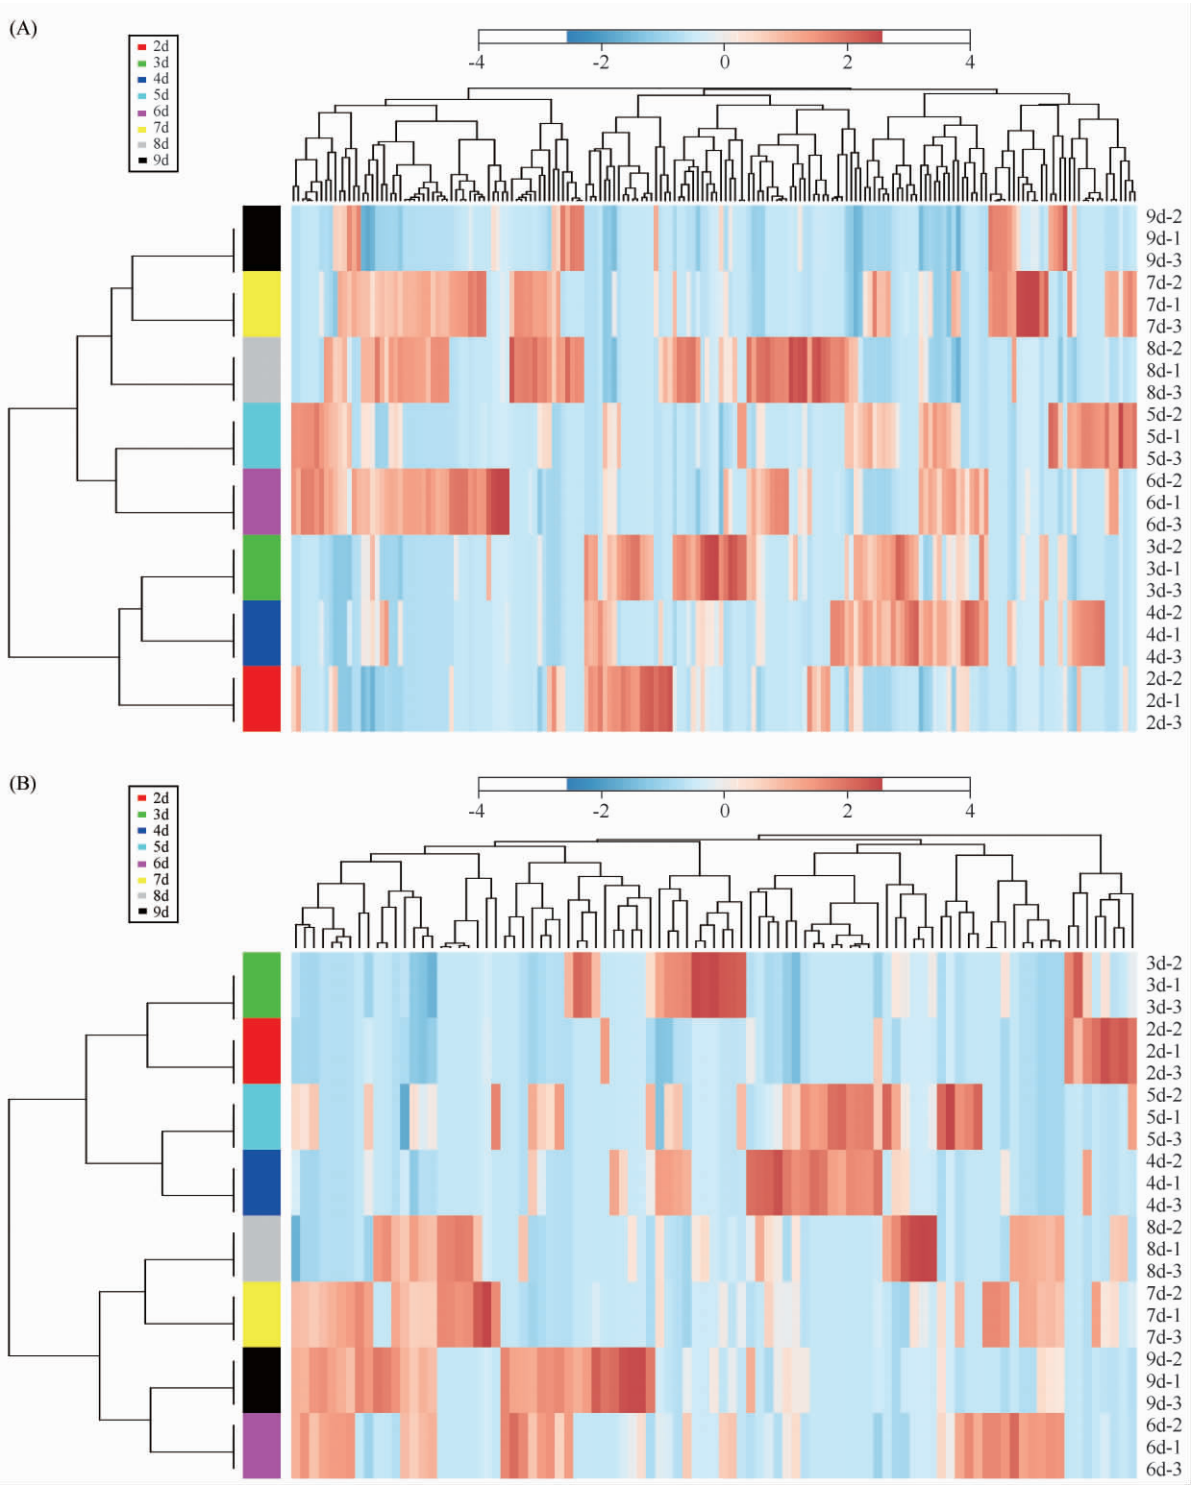 (A)
2d
3d
4d
5d
6d
7d
8d
9d
-4 -2 0 2 4
9d-2
9d-1
9d-3
7d-2
7d-1
7d-3
8d-2
8d-1
8d-3
5d-2
5d-1
5d-3
6d-2
6d-1
6d-3
3d-2
3d-1
3d-3
4d-2
4d-1
4d-3
2d-2
2d-1
2d-3
(B)
2d
3d
4d
5d
6d
7d
8d
9d
-4 -2 0 2 4
3d-2
3d-1
3d-3
2d-2
2d-1
2d-3
5d-2
5d-1
5d-3
4d-2
4d-1
4d-3
8d-2
8d-1
8d-3
7d-2
7d-1
7d-3
9d-2
9d-1
9d-3
6d-2
6d-1
6d-3